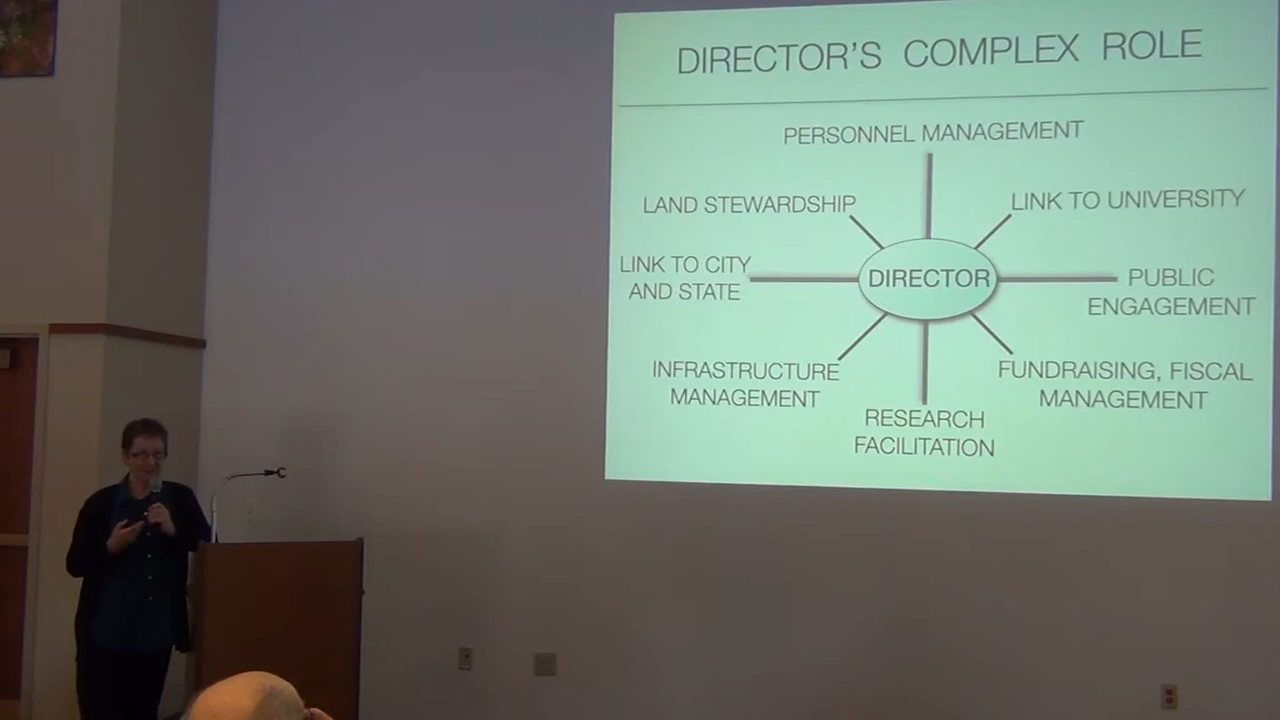 DIRECTOR'S COMPLEX ROLE
PERSONNEL MANAGEMENT
LAND STEWARDSHIP
LINK TO UNIVERSITY
LINK TO CITY
AND STATE
DIRECTOR
PUBLIC
ENGAGEMENT
INFRASTRUCTURE
MANAGEMENT
FUNDRAISING, FISCAL
MANAGEMENT
RESEARCH
FACILITATION